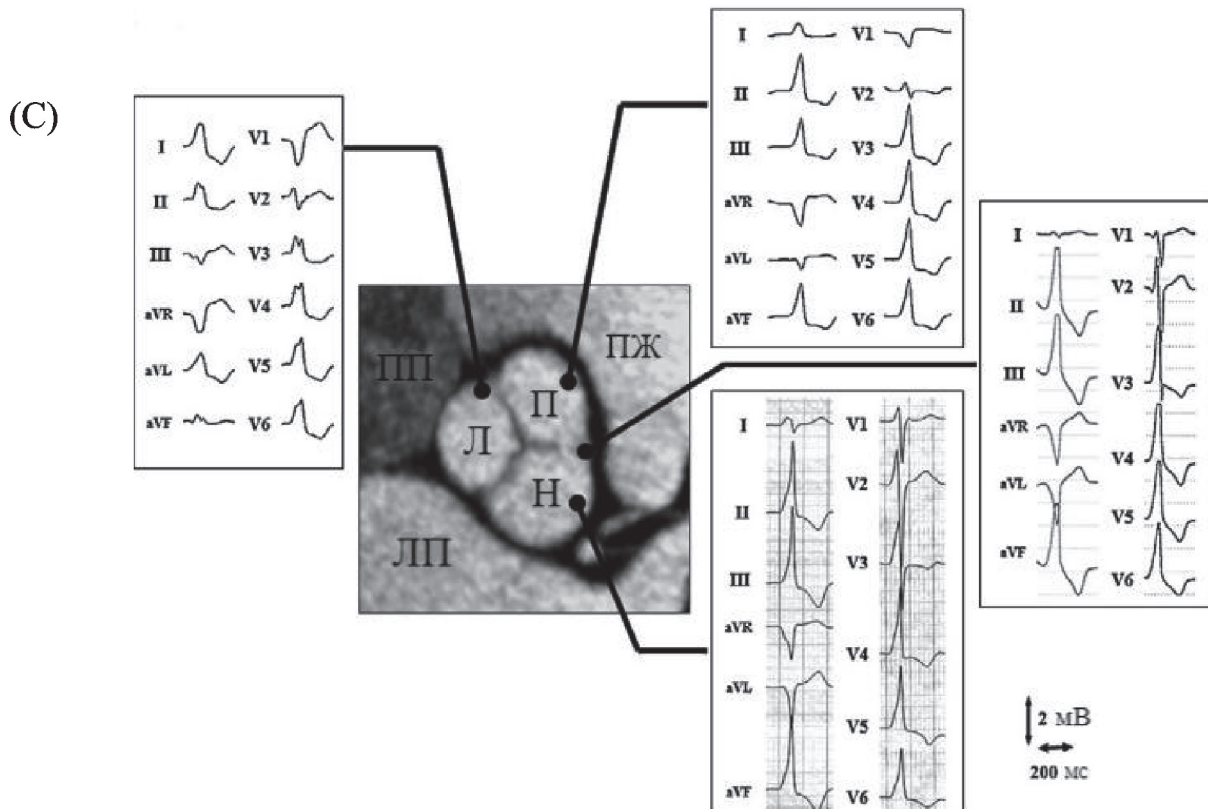 (C)
I V1
II V2
III V3
aVR V4
aVL V5
aVF V6
I V1
II V2
III V3
aVR V4
aVL V5
aVF V6
I V1
II V2
III V3
aVR V4
aVL V5
aVF V6
I V1
II V2
III V3
aVR V4
aVL V5
aVF V6
ПП
ПЖ
П
Л
Н
ЛП
2 мВ
200 мс